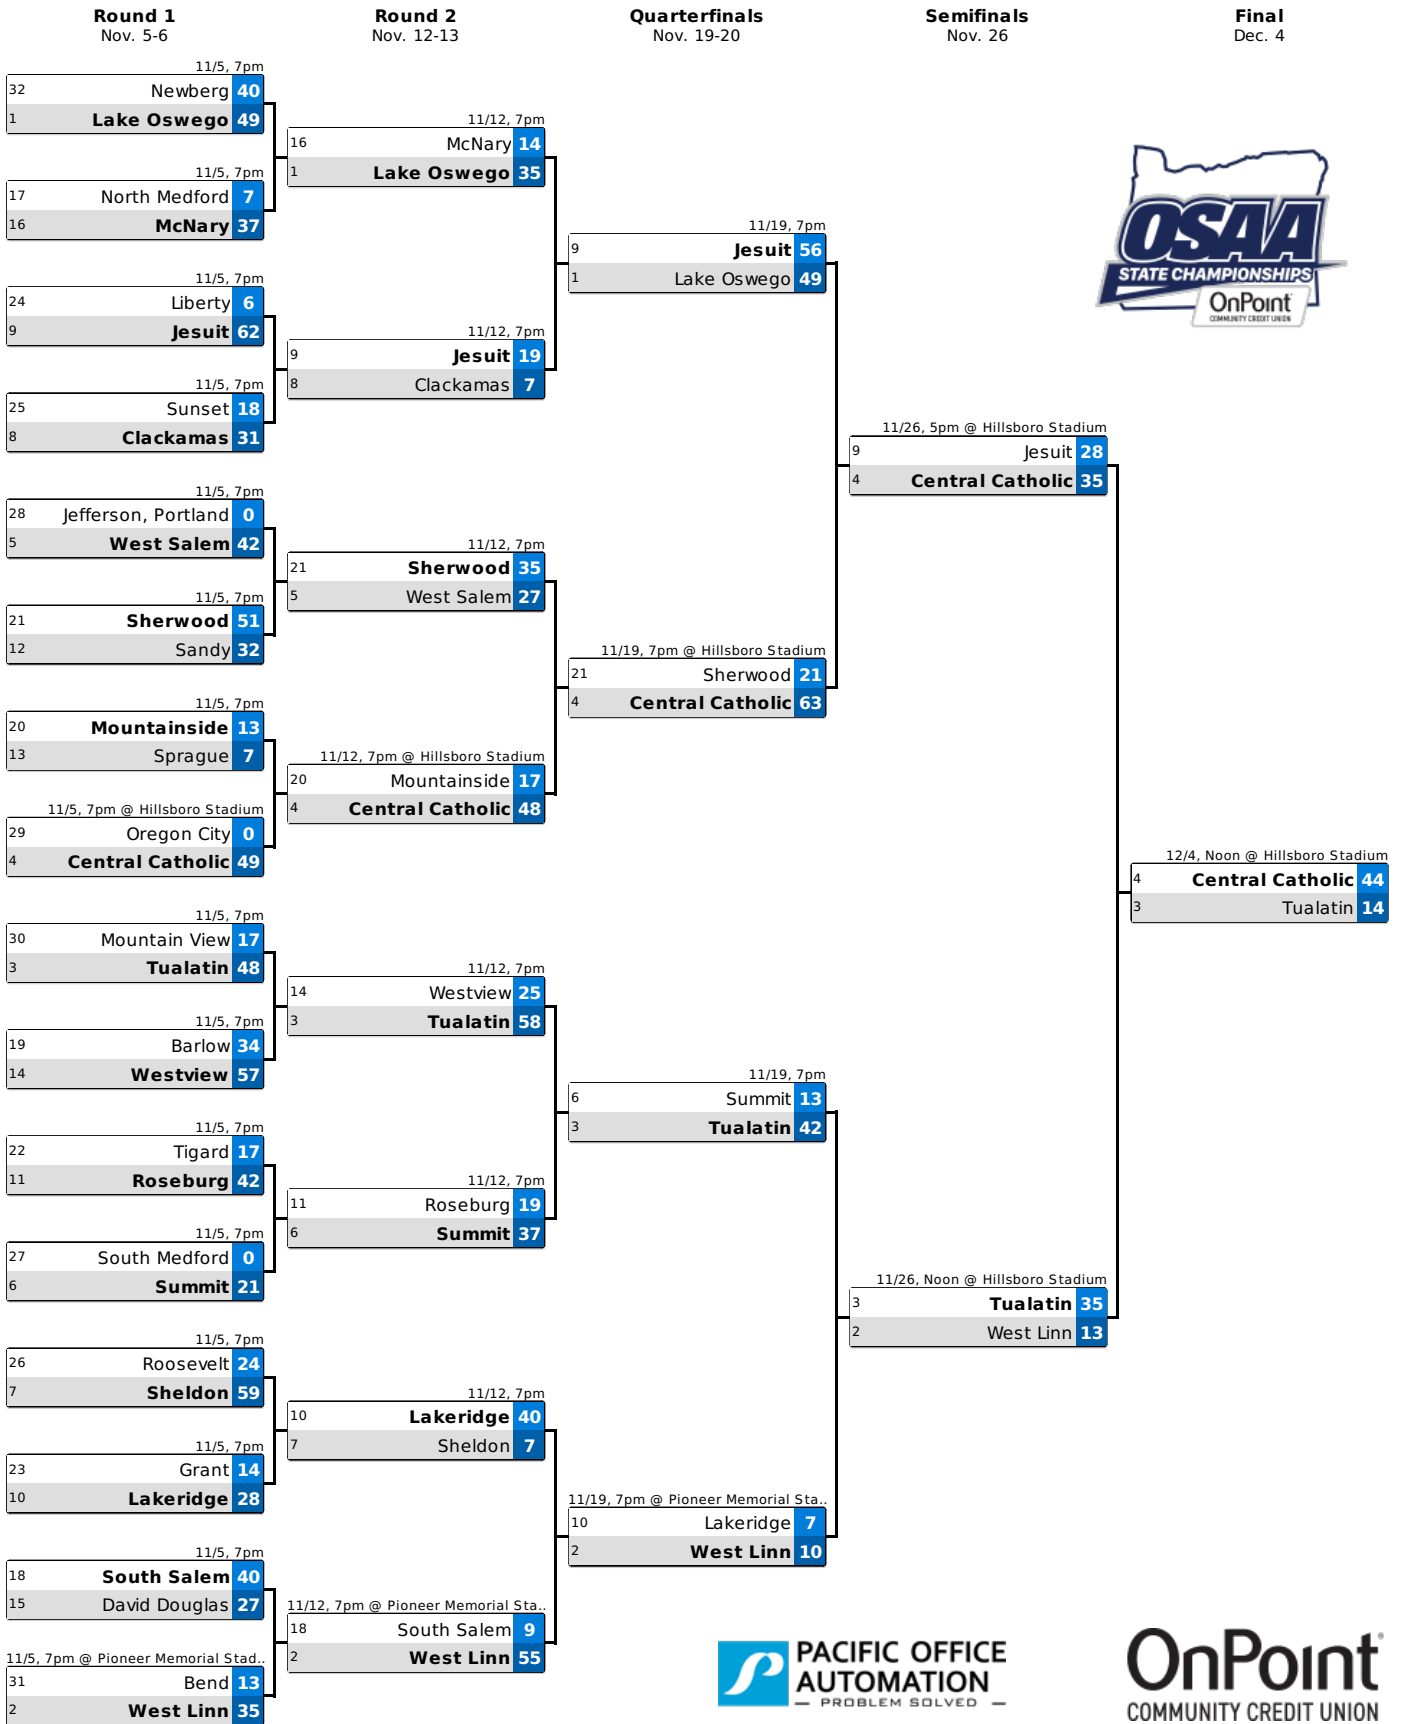 Round 1
Nov. 5-6
Round 2
Nov. 12-13
Quarterfinals
Nov. 19-20
Semifinals
Nov. 26
Final
Dec. 4
11/5, 7pm
32 Newberg 40
1 Lake Oswego 49
11/5, 7pm
17 North Medford 7
16 McNary 37
11/5, 7pm
24 Liberty 6
9 Jesuit 62
11/5, 7pm
25 Sunset 18
8 Clackamas 31
11/5, 7pm
28 Jefferson, Portland 0
5 West Salem 42
11/5, 7pm
21 Sherwood 51
12 Sandy 32
11/5, 7pm
20 Mountainside 13
13 Sprague 7
11/5, 7pm @ Hillsboro Stadium
29 Oregon City 0
4 Central Catholic 49
11/5, 7pm
30 Mountain View 17
3 Tualatin 48
11/5, 7pm
19 Barlow 34
14 Westview 57
11/5, 7pm
22 Tigard 17
11 Roseburg 42
11/5, 7pm
27 South Medford 0
6 Summit 21
11/5, 7pm
26 Roosevelt 24
7 Sheldon 59
11/5, 7pm
23 Grant 14
10 Lakeridge 28
11/5, 7pm
18 South Salem 40
15 David Douglas 27
11/5, 7pm @ Pioneer Memorial Stad..
31 Bend 13
2 West Linn 35
11/12, 7pm
16 McNary 14
1 Lake Oswego 35
11/12, 7pm
9 Jesuit 19
8 Clackamas 7
11/12, 7pm
21 Sherwood 35
5 West Salem 27
11/12, 7pm @ Hillsboro Stadium
20 Mountainside 17
4 Central Catholic 48
11/12, 7pm
14 Westview 25
3 Tualatin 58
11/12, 7pm
11 Roseburg 19
6 Summit 37
11/12, 7pm
10 Lakeridge 40
7 Sheldon 7
11/12, 7pm @ Pioneer Memorial Sta..
18 South Salem 9
2 West Linn 55
11/19, 7pm
9 Jesuit 56
1 Lake Oswego 49
11/19, 7pm @ Hillsboro Stadium
21 Sherwood 21
4 Central Catholic 63
11/19, 7pm
6 Summit 13
3 Tualatin 42
11/19, 7pm @ Pioneer Memorial Sta..
10 Lakeridge 7
2 West Linn 10
11/26, 5pm @ Hillsboro Stadium
9 Jesuit 28
4 Central Catholic 35
11/26, Noon @ Hillsboro Stadium
3 Tualatin 35
2 West Linn 13
12/4, Noon @ Hillsboro Stadium
4 Central Catholic 44
3 Tualatin 14
OSAA
STATE CHAMPIONSHIPS
OnPoint
COMMUNITY CREDIT UNION
PACIFIC OFFICE
AUTOMATION
— PROBLEM SOLVED —
OnPoint®
COMMUNITY CREDIT UNION